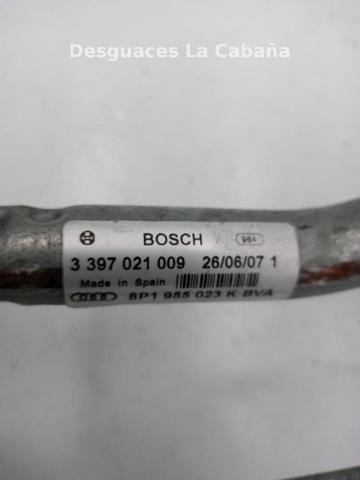 Desguaces La Cabaña
BOSCH 984
3 397 021 009 26/06/07 1
Made in Spain
8P1 955 023 K BVA